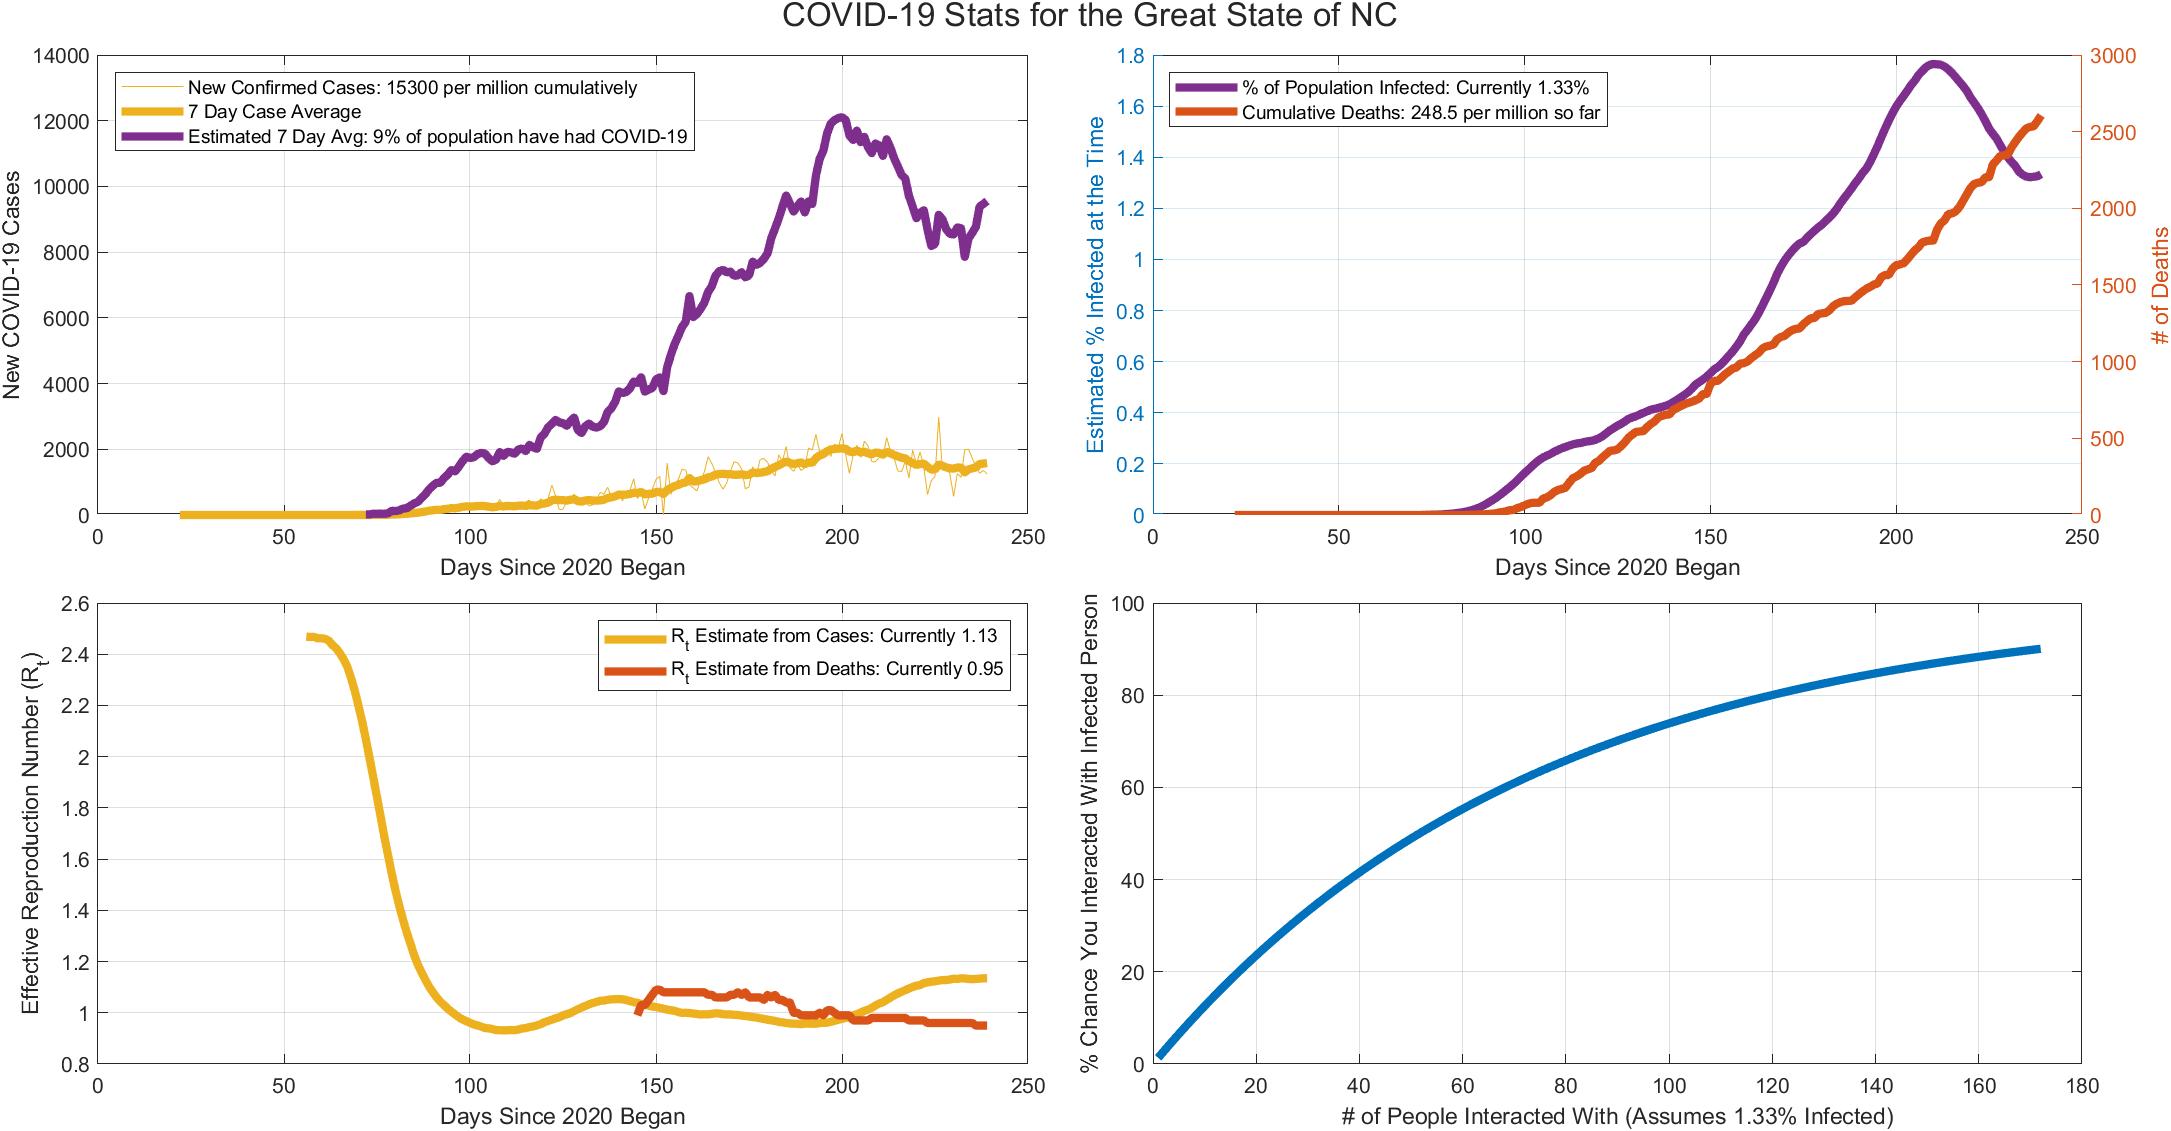 COVID-19 Stats for the Great State of NC
New COVID-19 Cases
14000
12000
10000
8000
6000
4000
2000
0
New Confirmed Cases: 15300 per million cumulatively
7 Day Case Average
Estimated 7 Day Avg: 9% of population have had COVID-19
0 50 100 150 200 250
Days Since 2020 Began
Estimated % Infected at the Time
1.8
1.6
1.4
1.2
1
0.8
0.6
0.4
0.2
0
% of Population Infected: Currently 1.33%
Cumulative Deaths: 248.5 per million so far
3000
2500
2000
1500
1000
500
0
# of Deaths
0 50 100 150 200 250
Days Since 2020 Began
Effective Reproduction Number (Rt)
2.6
2.4
2.2
2
1.8
1.6
1.4
1.2
1
0.8
Rt Estimate from Cases: Currently 1.13
Rt Estimate from Deaths: Currently 0.95
0 50 100 150 200 250
Days Since 2020 Began
% Chance You Interacted With Infected Person
100
80
60
40
20
0
0 20 40 60 80 100 120 140 160 180
# of People Interacted With (Assumes 1.33% Infected)